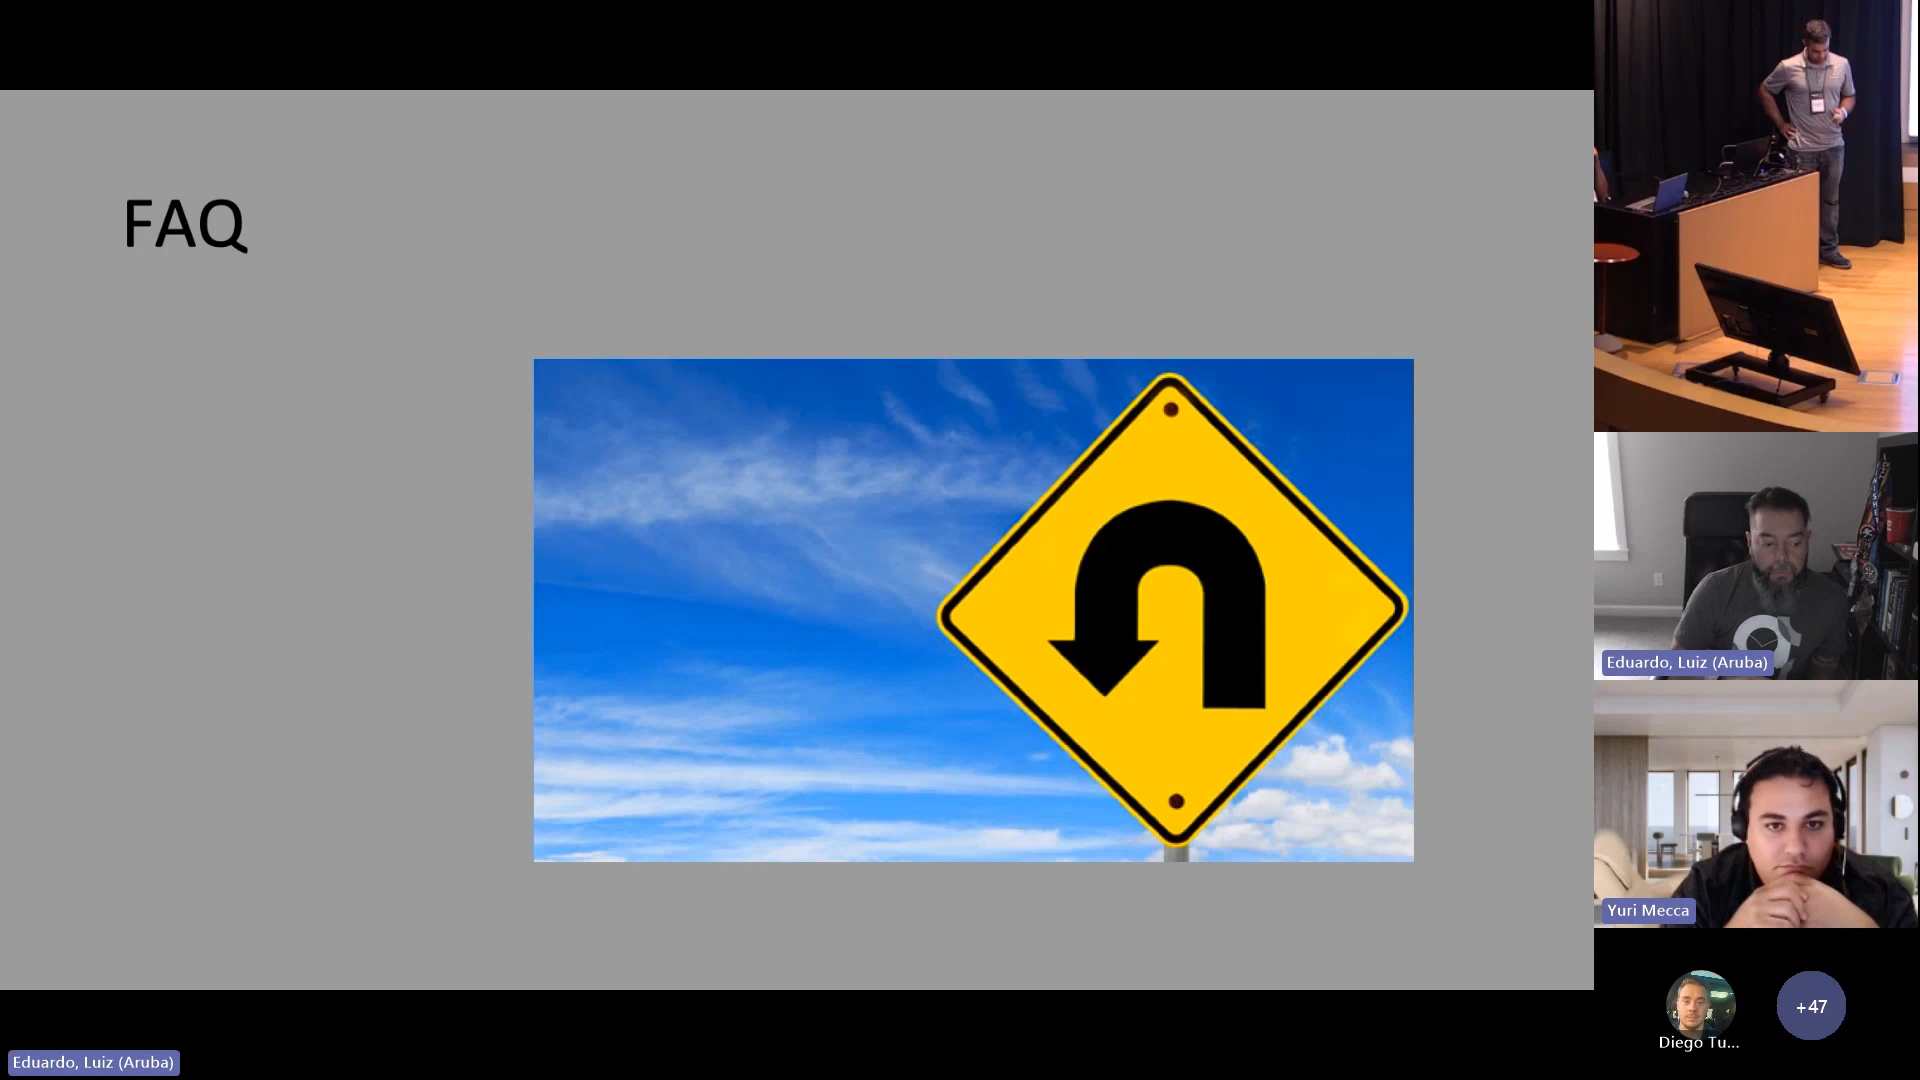 FAQ
Eduardo, Luiz (Aruba)
Yuri Mecca
Diego Tu...
+47
Eduardo, Luiz (Aruba)